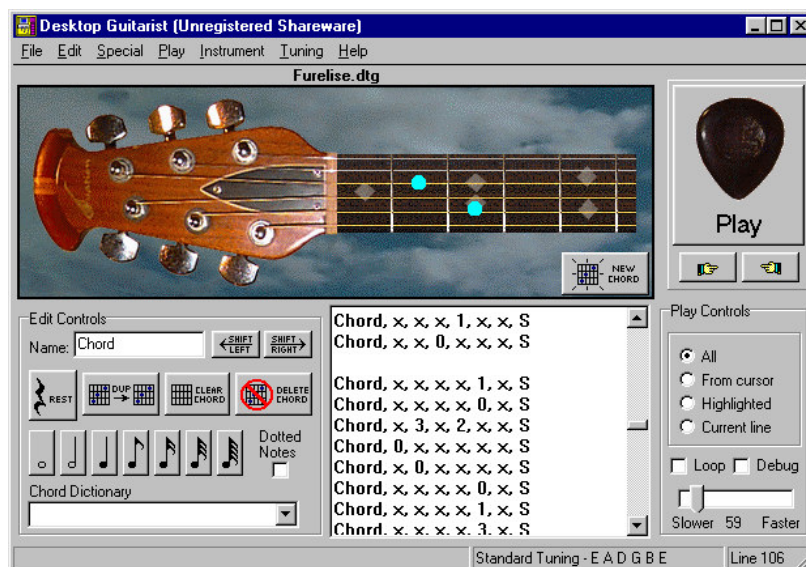 Desktop Guitarist (Unregistered Shareware)
File Edit Special Play Instrument Tuning Help
Furelise.dtg
Play
NEW CHORD
Edit Controls
Name: Chord
SHIFT LEFT
SHIFT RIGHT
REST
DUP
CLEAR CHORD
DELETE CHORD
Dotted Notes
Chord Dictionary
Chord, x, x, x, 1, x, x, S
Chord, x, x, 0, x, x, x, S
Chord, x, x, x, x, 1, x, S
Chord, x, x, x, x, 0, x, S
Chord, x, 3, x, 2, x, x, S
Chord, 0, x, x, x, x, x, S
Chord, x, 0, x, x, x, x, S
Chord, x, x, x, x, 0, x, S
Chord, x, x, x, x, 1, x, S
Chord, x, x, x, x, 3, x, S
Play Controls
All
From cursor
Highlighted
Current line
Loop Debug
Slower 59 Faster
Standard Tuning - E A D G B E
Line 106